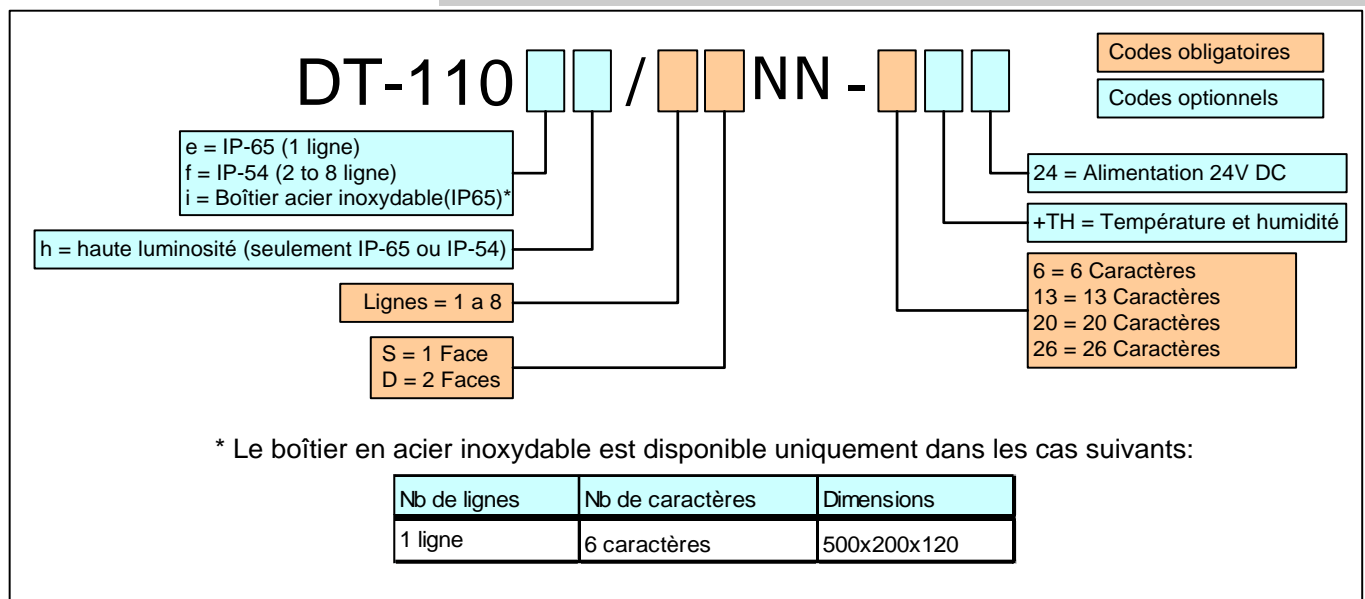 DT-110 / NN -
Codes obligatoires
Codes optionnels
e = IP-65 (1 ligne)
f = IP-54 (2 to 8 ligne)
i = Boîtier acier inoxydable(IP65)*
h = haute luminosité (seulement IP-65 ou IP-54)
Lignes = 1 a 8
S = 1 Face
D = 2 Faces
24 = Alimentation 24V DC
+TH = Température et humidité
6 = 6 Caractères
13 = 13 Caractères
20 = 20 Caractères
26 = 26 Caractères
* Le boîtier en acier inoxydable est disponible uniquement dans les cas suivants:
Nb de lignes Nb de caractères Dimensions
1 ligne 6 caractères 500x200x120